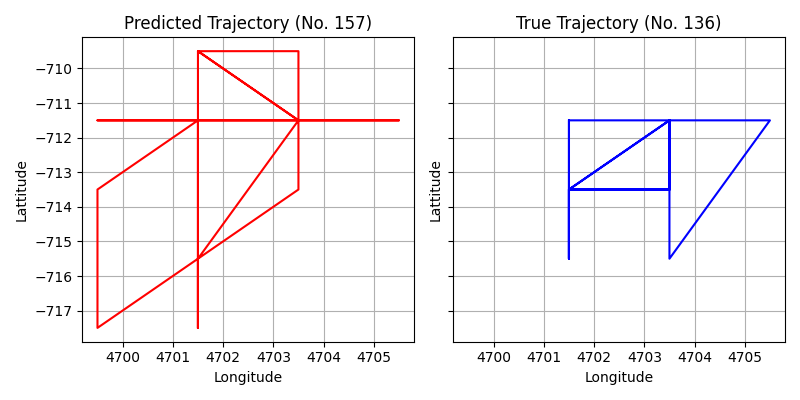 Predicted Trajectory (No. 157)
True Trajectory (No. 136)
Lattitude
−710
−711
−712
−713
−714
−715
−716
−717
4700 4701 4702 4703 4704 4705
Longitude
Lattitude
4700 4701 4702 4703 4704 4705
Longitude